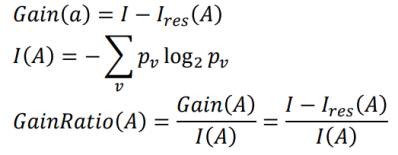 Gain(a) = I − I_res(A)
I(A) = − ∑_v p_v log_2 p_v
GainRatio(A) = Gain(A)/I(A) = (I − I_res(A))/I(A)